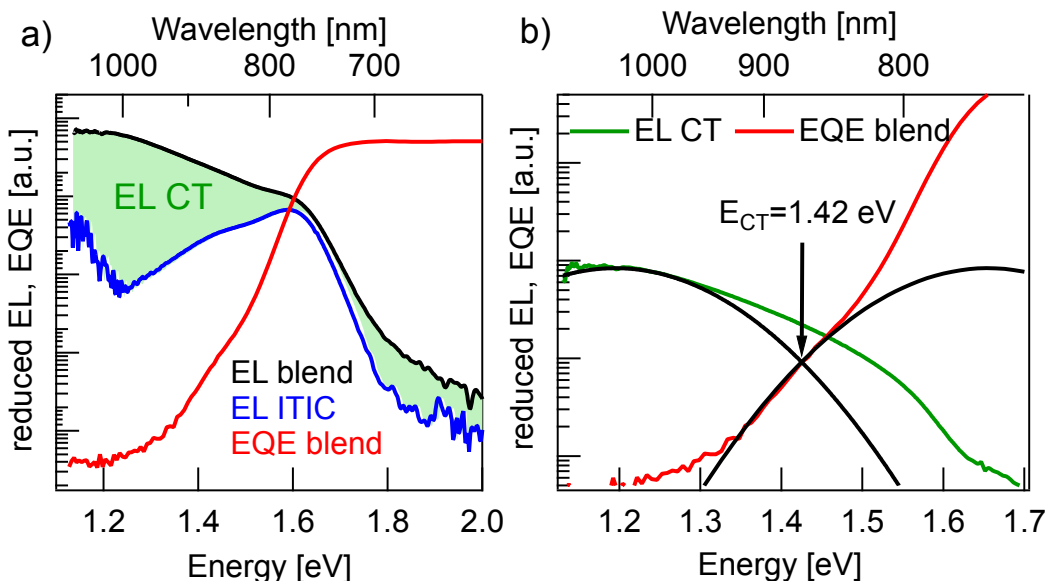 a)
Wavelength [nm]
1000
800
700
reduced EL, EQE [a.u.]
EL CT
EL blend
EL ITIC
EQE blend
1.2
1.4
1.6
1.8
2.0
Energy [eV]
b)
Wavelength [nm]
1000
900
800
reduced EL, EQE [a.u.]
EL CT
EQE blend
E_CT=1.42 eV
1.2
1.3
1.4
1.5
1.6
1.7
Energy [eV]